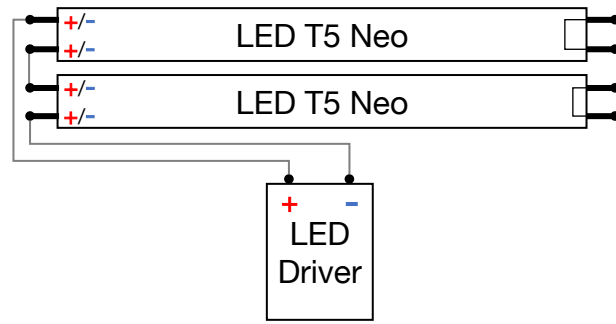 +/-
LED T5 Neo
+/-
+/-
LED T5 Neo
+/-
+ -
LED
Driver